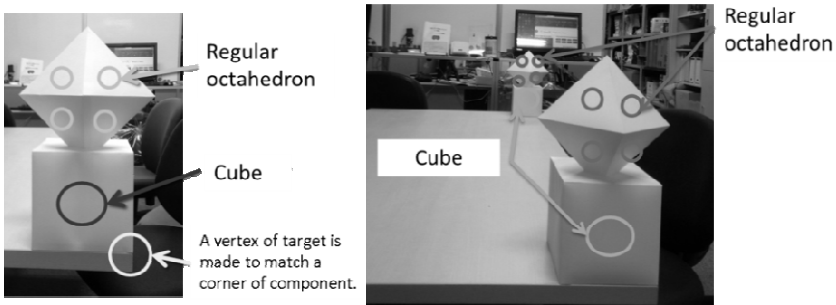 Regular
octahedron
Cube
A vertex of target is
made to match a
corner of component.
Regular
octahedron
Cube